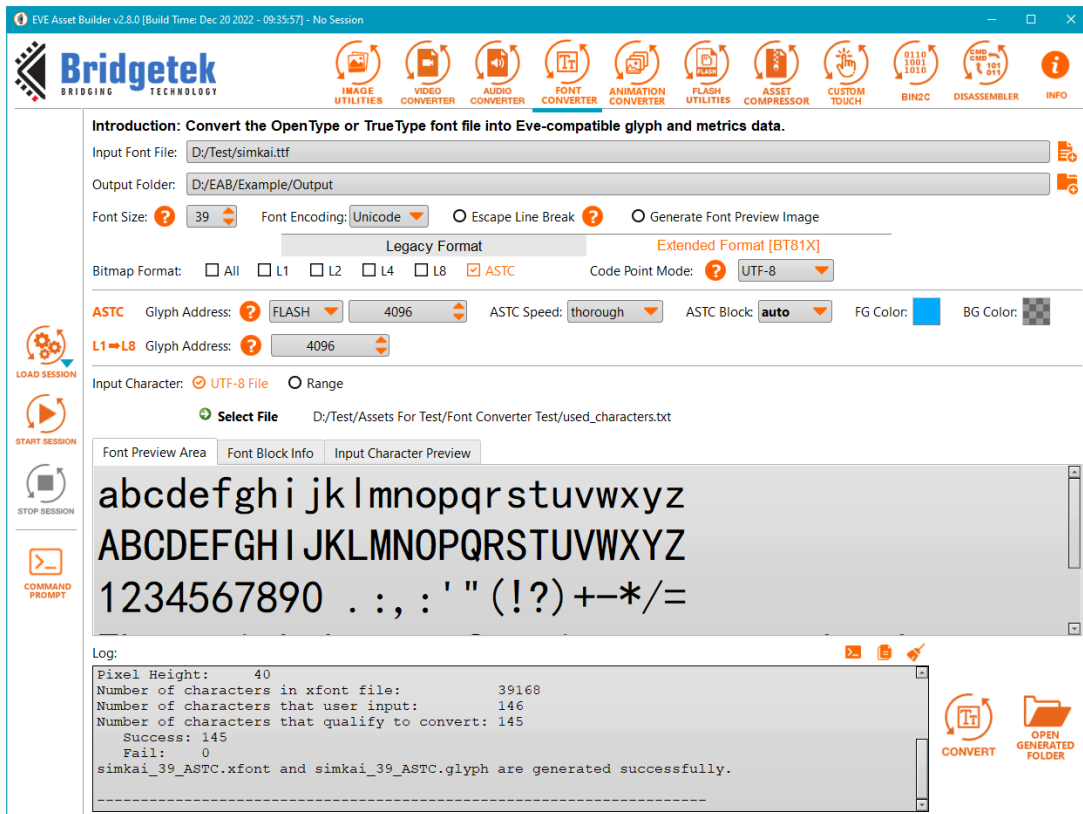 EVE Asset Builder v2.8.0 [Build Time: Dec 20 2022 - 09:35:57] - No Session
Bridgetek
BRIDGING TECHNOLOGY
IMAGE UTILITIES
VIDEO CONVERTER
AUDIO CONVERTER
FONT CONVERTER
ANIMATION CONVERTER
FLASH UTILITIES
ASSET COMPRESSOR
CUSTOM TOUCH
BIN2C
DISASSEMBLER
INFO
Introduction: Convert the OpenType or TrueType font file into Eve-compatible glyph and metrics data.
Input Font File: D:/Test/simkai.ttf
Output Folder: D:/EAB/Example/Output
Font Size: ? 39 Font Encoding: Unicode Escape Line Break ? Generate Font Preview Image
Legacy Format Extended Format [BT81X]
Bitmap Format: All L1 L2 L4 L8 ASTC Code Point Mode: ? UTF-8
ASTC Glyph Address: ? FLASH 4096 ASTC Speed: thorough ASTC Block: auto FG Color: BG Color:
L1➡L8 Glyph Address: ? 4096
LOAD SESSION
START SESSION
STOP SESSION
COMMAND PROMPT
Input Character: UTF-8 File Range
Select File D:/Test/Assets For Test/Font Converter Test/used_characters.txt
Font Preview Area Font Block Info Input Character Preview
abcdefghijklmnopqrstuvwxyz
ABCDEFGHIJKLMNOPQRSTUVWXYZ
1234567890 .:,:'"(!?)+-*/=
Log:
Pixel Height: 40
Number of characters in xfont file: 39168
Number of characters that user input: 146
Number of characters that qualify to convert: 145
Success: 145
Fail: 0
simkai_39_ASTC.xfont and simkai_39_ASTC.glyph are generated successfully.
----------------------------------------------------------------------
CONVERT
OPEN GENERATED FOLDER